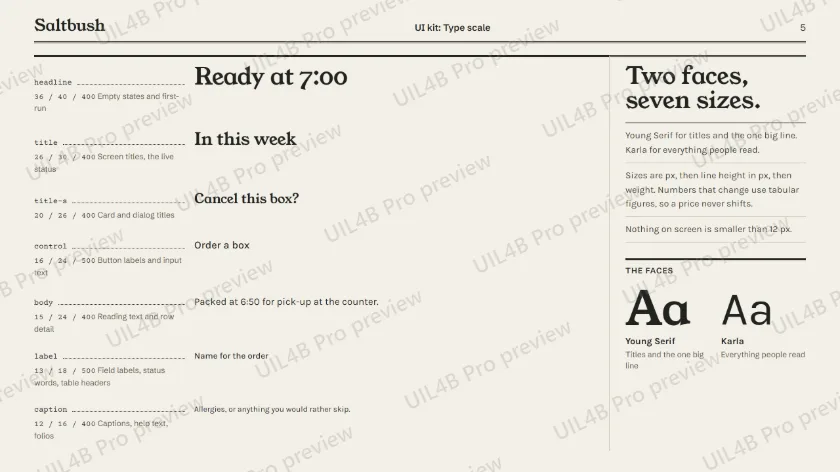 Saltbush
UI kit: Type scale
5
headline
36 / 40 / 400 Empty states and first-
run
Ready at 7:00
title
26 / 30 / 400 Screen titles, the live
status
In this week
title-s
20 / 26 / 400 Card and dialog titles
Cancel this box?
control
16 / 24 / 500 Button labels and input
text
Order a box
body
15 / 24 / 400 Reading text and row
detail
Packed at 6:50 for pick-up at the counter.
label
13 / 18 / 500 Field labels, status
words, table headers
Name for the order
caption
12 / 16 / 400 Captions, help text,
folios
Allergies, or anything you would rather skip.
Two faces,
seven sizes.
Young Serif for titles and the one big line.
Karla for everything people read.
Sizes are px, then line height in px, then
weight. Numbers that change use tabular
figures, so a price never shifts.
Nothing on screen is smaller than 12 px.
THE FACES
Aa
Young Serif
Titles and the one big
line
Aa
Karla
Everything people read
UIL4B Pro preview